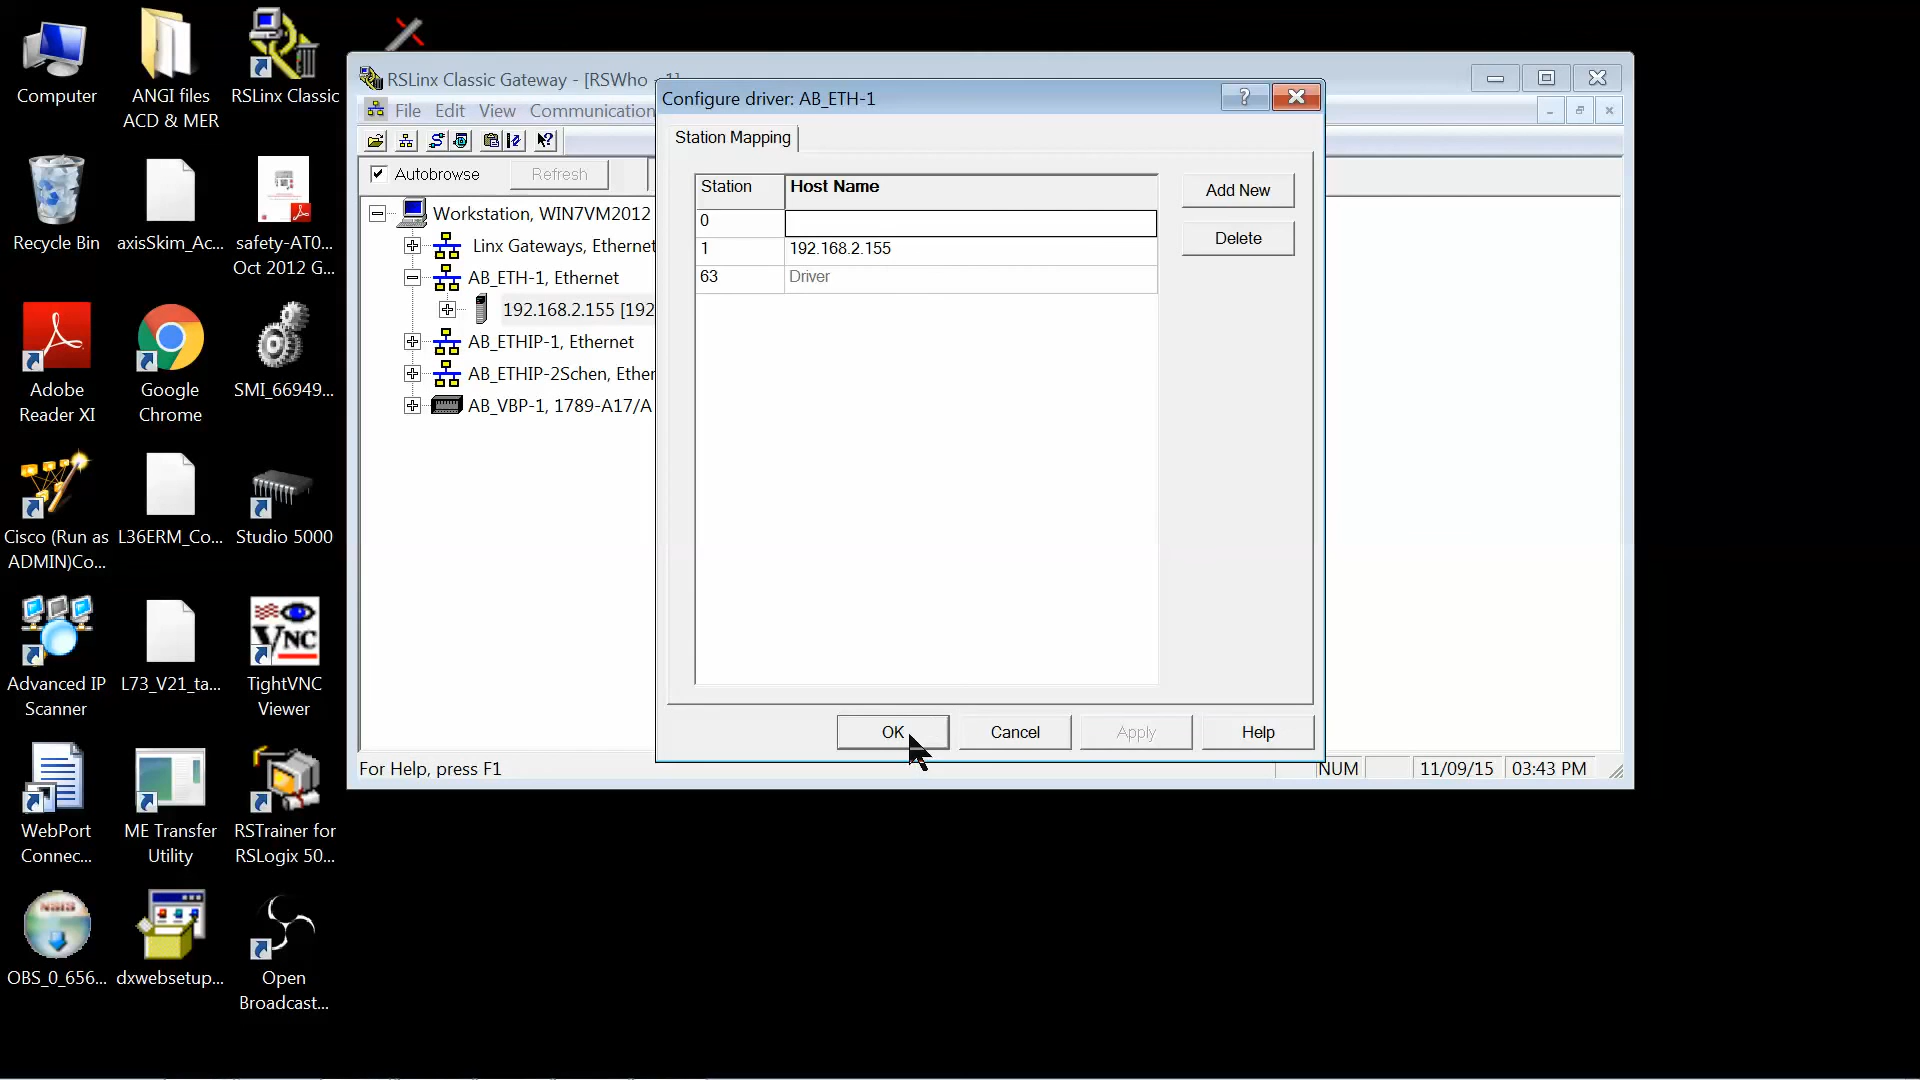 Computer
ANGI files
ACD & MER
RSLinx Classic
Recycle Bin
axisSkim_Ac...
safety-AT0...
Oct 2012 G...
Adobe
Reader XI
Google
Chrome
SMI_66949...
Cisco (Run as
ADMIN)Co...
L36ERM_Co...
Studio 5000
Advanced IP
Scanner
L73_V21_ta...
VNC
TightVNC
Viewer
WebPort
Connec...
ME Transfer
Utility
RSTrainer for
RSLogix 50...
NSIS
OBS_0_656...
dxwebsetup...
Open
Broadcast...
RSLinx Classic Gateway - [RSWho - 1]
File Edit View Communication
Autobrowse
Refresh
Workstation, WIN7VM2012
Linx Gateways, Ethernet
AB_ETH-1, Ethernet
192.168.2.155 [192
AB_ETHIP-1, Ethernet
AB_ETHIP-2Schen, Ether
AB_VBP-1, 1789-A17/A
For Help, press F1
NUM
11/09/15
03:43 PM
Configure driver: AB_ETH-1
?
Station Mapping
Station Host Name
0
1 192.168.2.155
63 Driver
Add New
Delete
OK
Cancel
Apply
Help